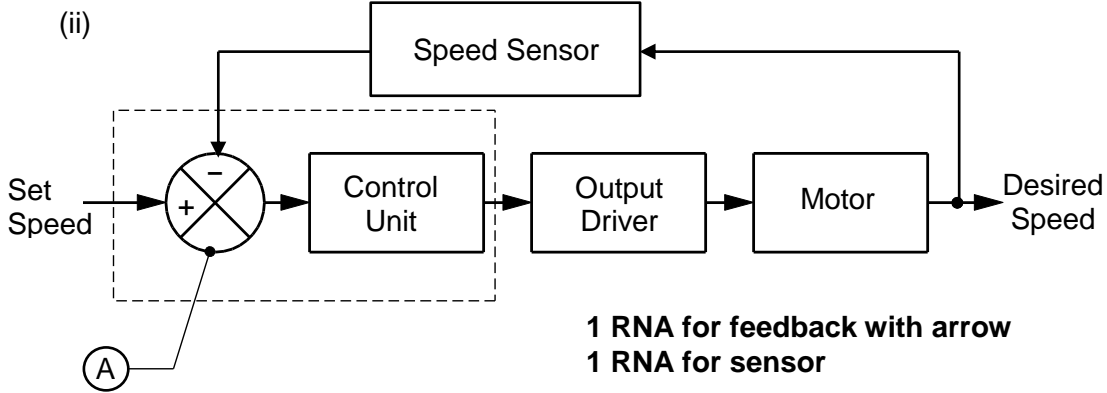 (ii)
Speed Sensor
−
Set
Speed
+
Control
Unit
Output
Driver
Motor
Desired
Speed
A
1 RNA for feedback with arrow
1 RNA for sensor